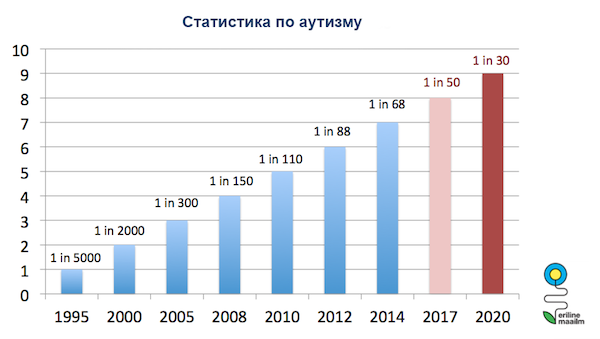 Статистика по аутизму
10
9
8
7
6
5
4
3
2
1
0
1 in 5000
1 in 2000
1 in 300
1 in 150
1 in 110
1 in 88
1 in 68
1 in 50
1 in 30
1995 2000 2005 2008 2010 2012 2014 2017 2020
eriline
maailm